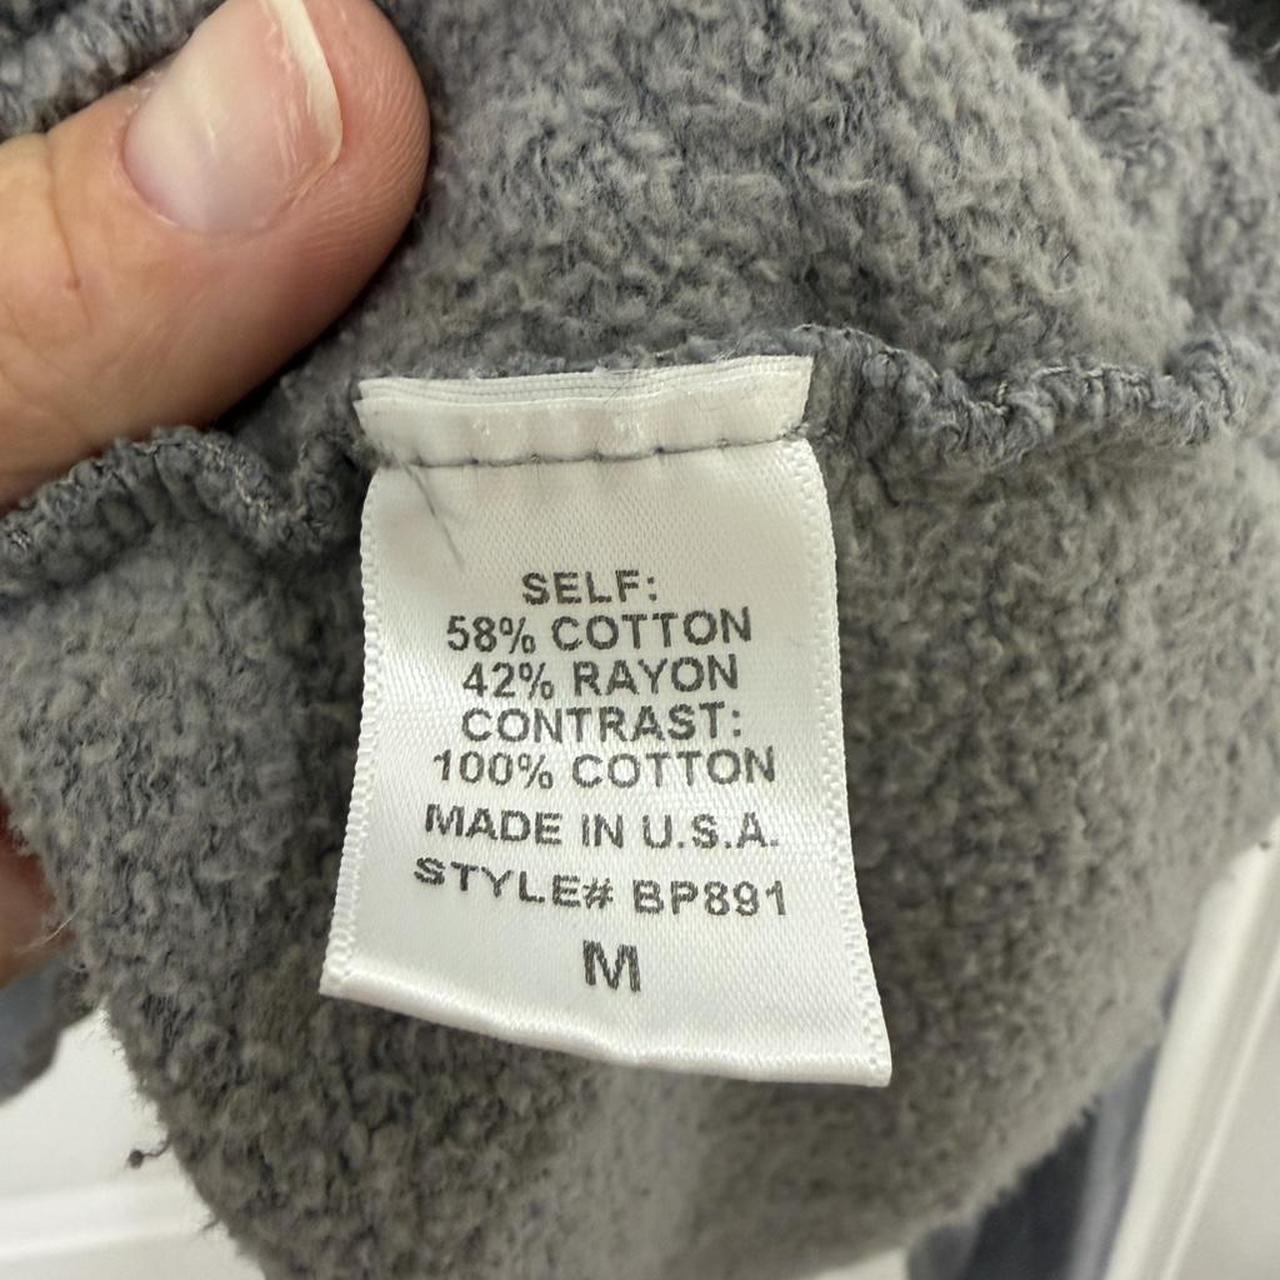 SELF:
58% COTTON
42% RAYON
CONTRAST:
100% COTTON
MADE IN U.S.A.
STYLE# BP891
M